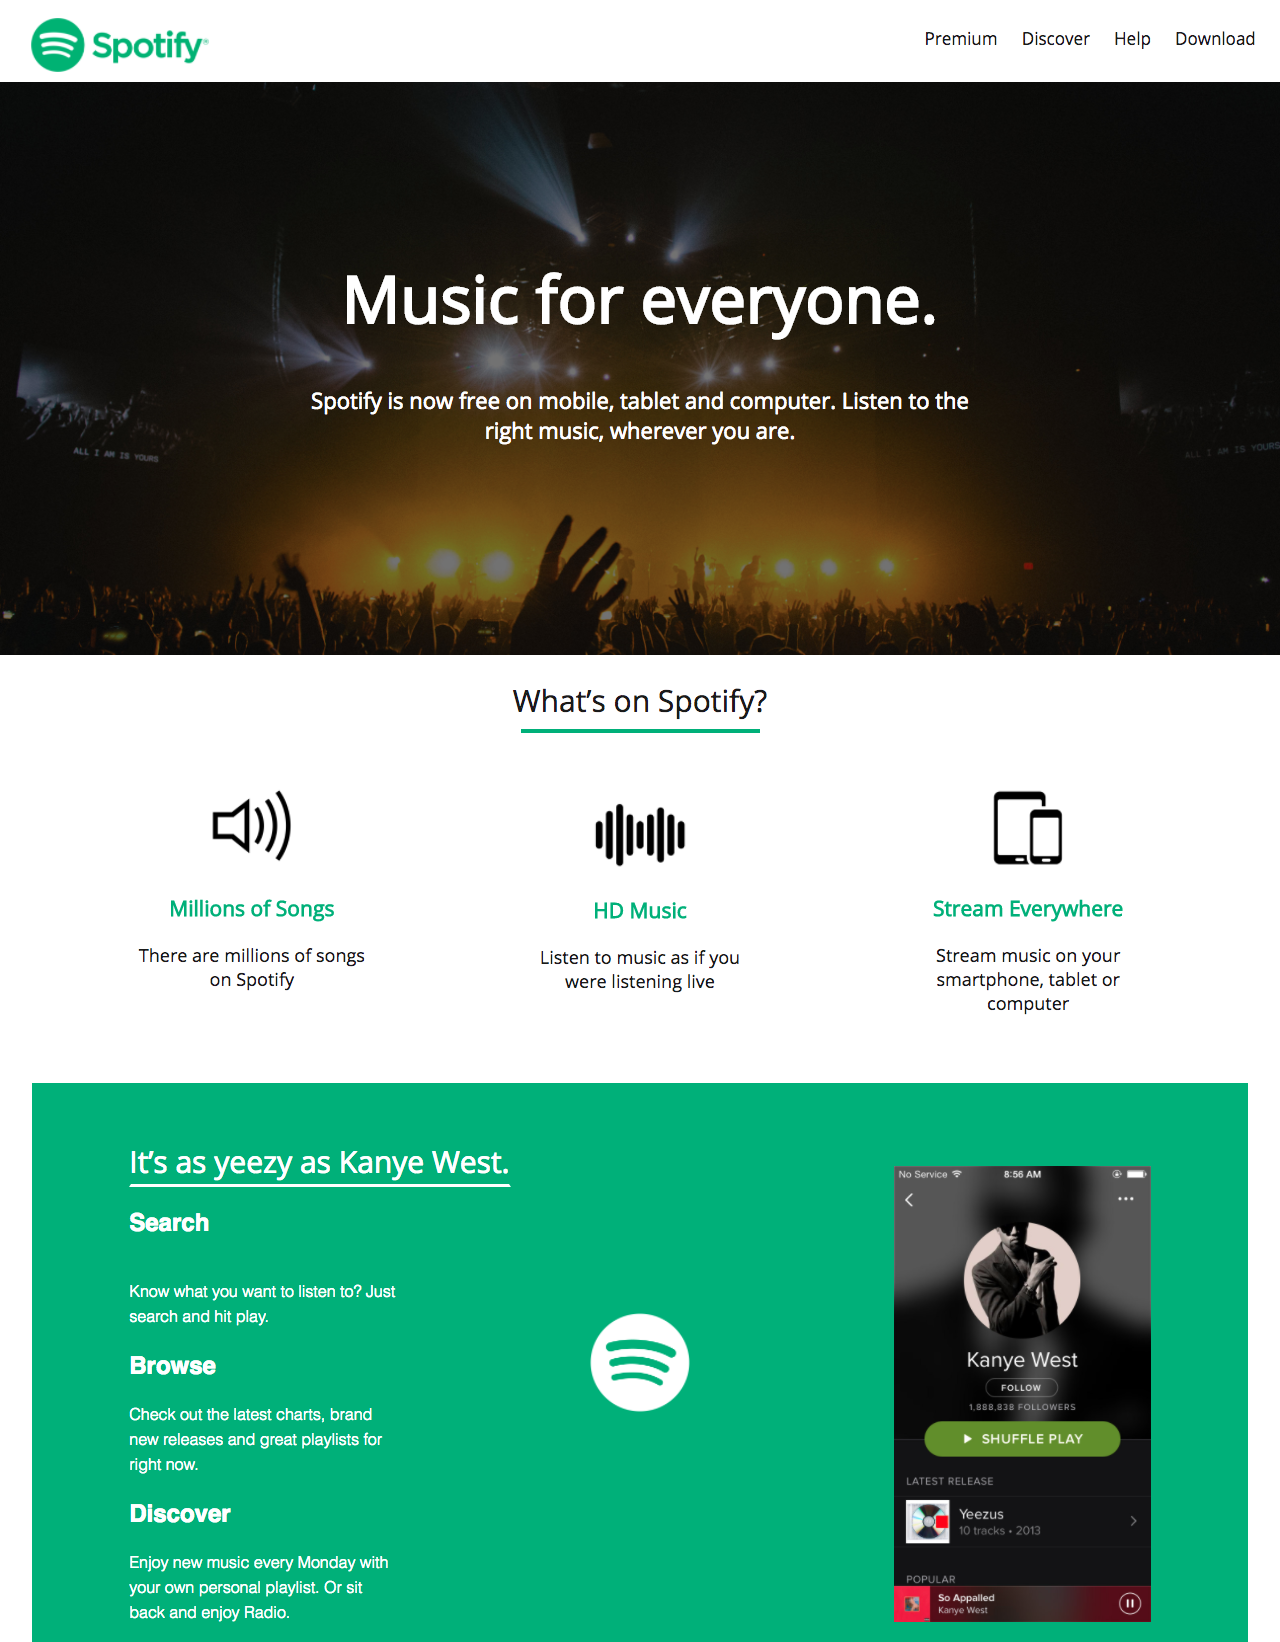 Spotify®
Premium Discover Help Download
Music for everyone.
Spotify is now free on mobile, tablet and computer. Listen to the
right music, wherever you are.
ALL I AM IS YOURS
ALL I AM IS YOURS
What’s on Spotify?
Millions of Songs
There are millions of songs
on Spotify
HD Music
Listen to music as if you
were listening live
Stream Everywhere
Stream music on your
smartphone, tablet or
computer
It’s as yeezy as Kanye West.
Search
Know what you want to listen to? Just
search and hit play.
Browse
Check out the latest charts, brand
new releases and great playlists for
right now.
Discover
Enjoy new music every Monday with
your own personal playlist. Or sit
back and enjoy Radio.
No Service 8:56 AM
Kanye West
FOLLOW
1,888,838 FOLLOWERS
SHUFFLE PLAY
LATEST RELEASE
Yeezus
10 tracks • 2013
POPULAR
So Appalled
Kanye West